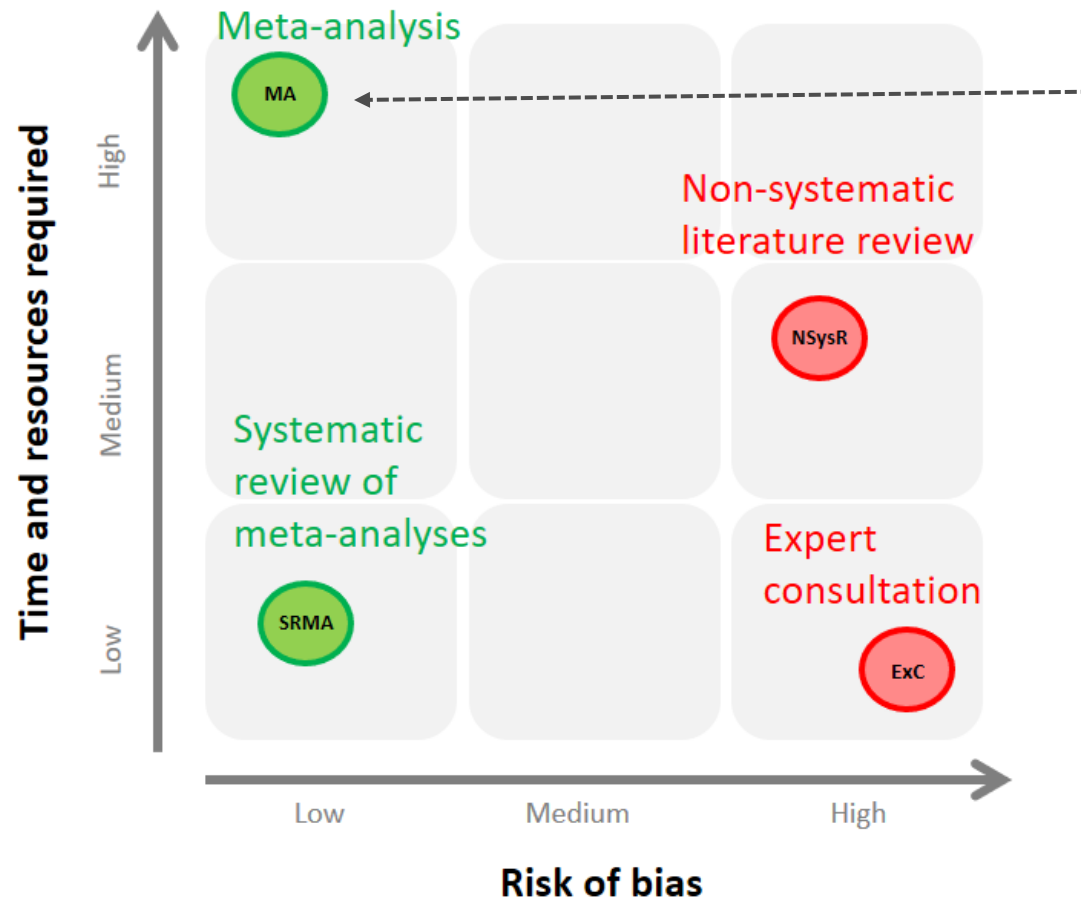 Meta-analysis
MA
Non-systematic
literature review
NSysR
Systematic
review of
meta-analyses
SRMA
Expert
consultation
ExC
Time and resources required
High
Medium
Low
Low
Medium
High
Risk of bias